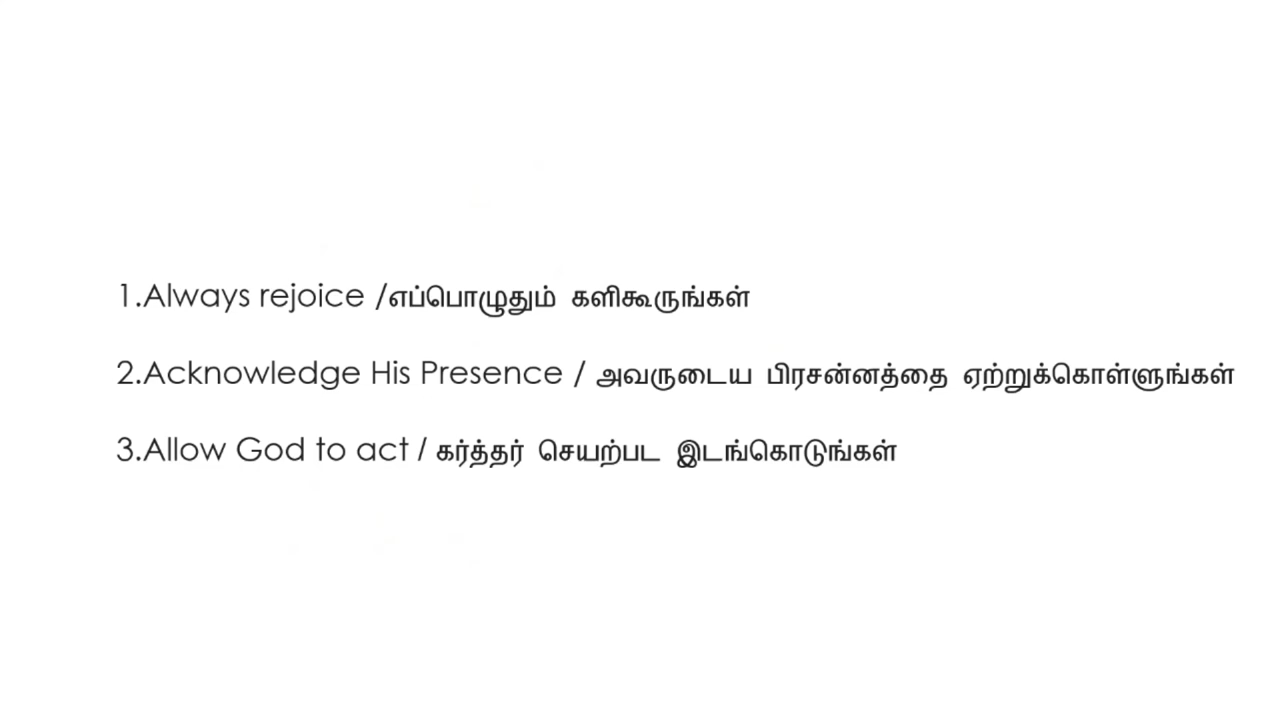 1.Always rejoice /எப்பொழுதும் களிகூருங்கள்
2.Acknowledge His Presence / அவருடைய பிரசன்னத்தை ஏற்றுக்கொள்ளுங்கள்
3.Allow God to act / கர்த்தர் செயற்பட இடங்கொடுங்கள்